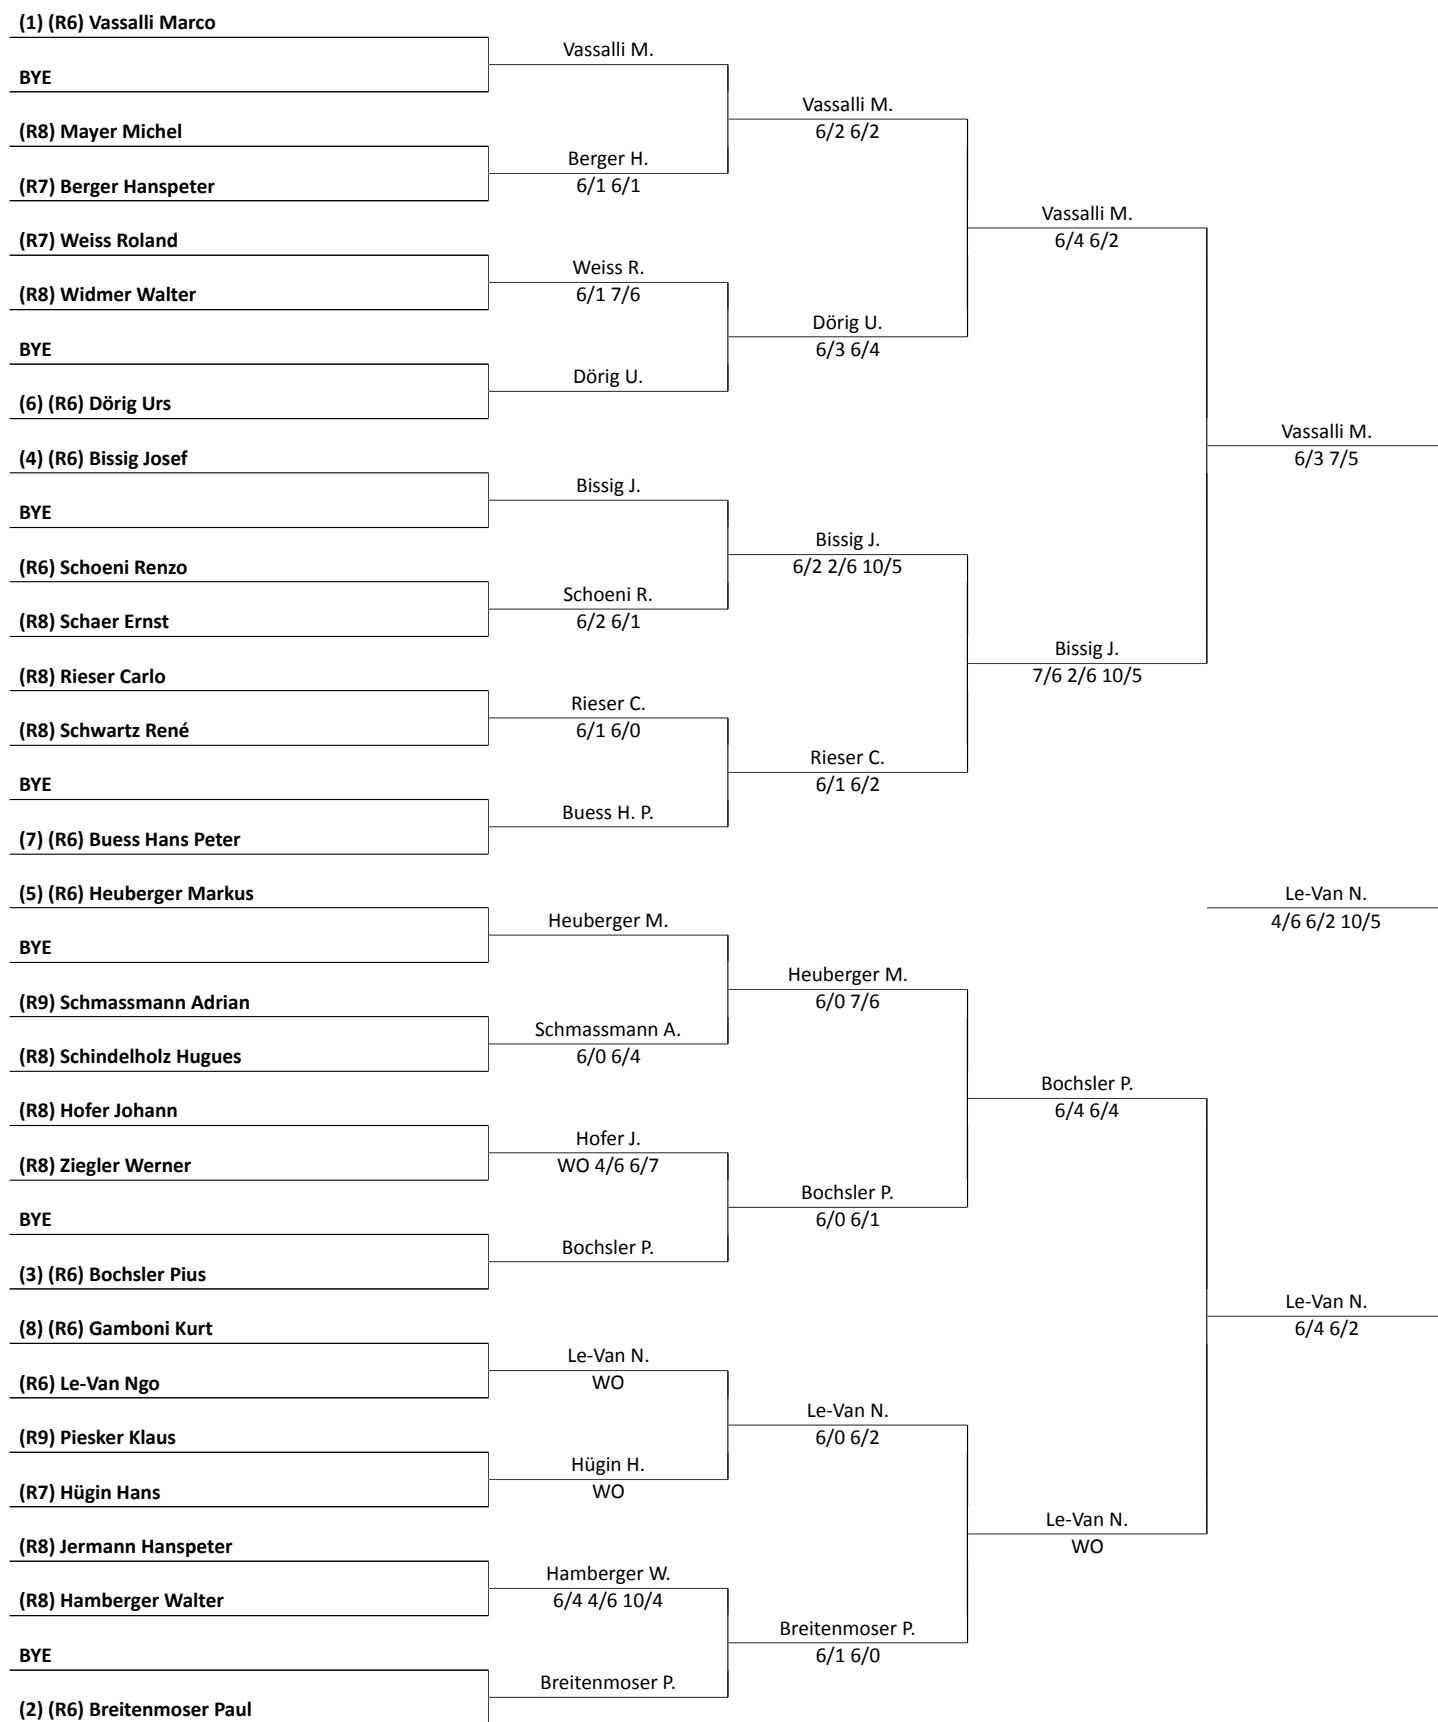 (1) (R6) Vassalli Marco
BYE
(R8) Mayer Michel
(R7) Berger Hanspeter
(R7) Weiss Roland
(R8) Widmer Walter
BYE
(6) (R6) Dörig Urs
(4) (R6) Bissig Josef
BYE
(R6) Schoeni Renzo
(R8) Schaer Ernst
(R8) Rieser Carlo
(R8) Schwartz René
BYE
(7) (R6) Buess Hans Peter
(5) (R6) Heuberger Markus
BYE
(R9) Schmassmann Adrian
(R8) Schindelholz Hugues
(R8) Hofer Johann
(R8) Ziegler Werner
BYE
(3) (R6) Bochsler Pius
(8) (R6) Gamboni Kurt
(R6) Le-Van Ngo
(R9) Piesker Klaus
(R7) Hügin Hans
(R8) Jermann Hanspeter
(R8) Hamberger Walter
BYE
(2) (R6) Breitenmoser Paul
Vassalli M.
Berger H.
6/1 6/1
Weiss R.
6/1 7/6
Dörig U.
Bissig J.
Schoeni R.
6/2 6/1
Rieser C.
6/1 6/0
Buess H. P.
Heuberger M.
Schmassmann A.
6/0 6/4
Hofer J.
WO 4/6 6/7
Bochsler P.
Le-Van N.
WO
Hügin H.
WO
Hamberger W.
6/4 4/6 10/4
Breitenmoser P.
Vassalli M.
6/2 6/2
Dörig U.
6/3 6/4
Bissig J.
6/2 2/6 10/5
Rieser C.
6/1 6/2
Heuberger M.
6/0 7/6
Bochsler P.
6/0 6/1
Le-Van N.
6/0 6/2
Breitenmoser P.
6/1 6/0
Vassalli M.
6/4 6/2
Bissig J.
7/6 2/6 10/5
Bochsler P.
6/4 6/4
Le-Van N.
WO
Vassalli M.
6/3 7/5
Le-Van N.
4/6 6/2 10/5
Le-Van N.
6/4 6/2